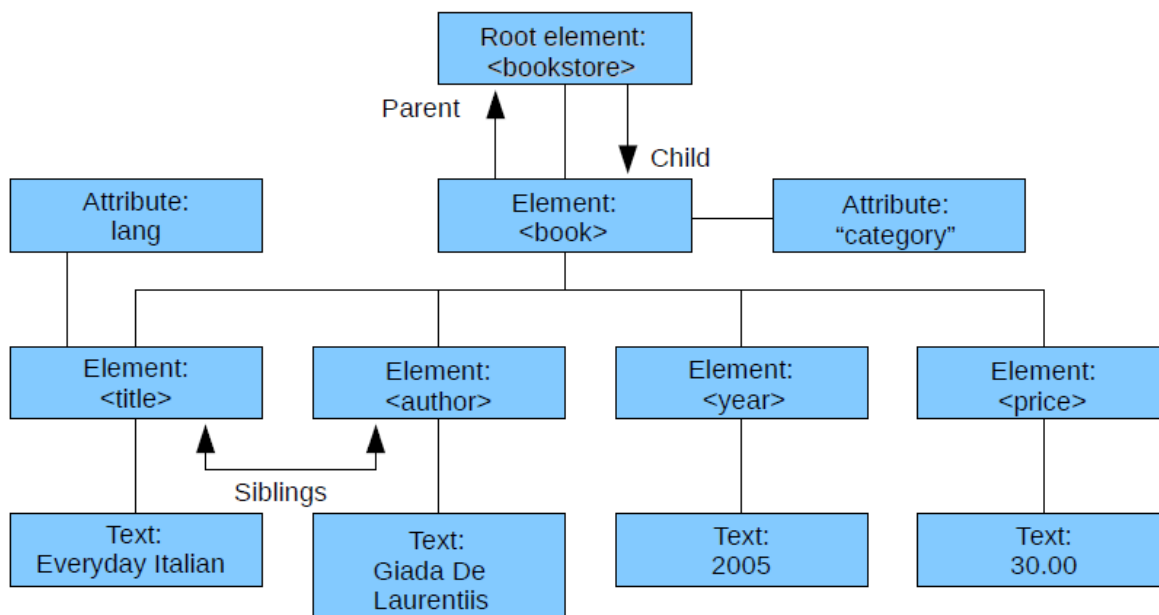 Root element:
<bookstore>
Parent
Child
Attribute:
lang
Element:
<book>
Attribute:
“category”
Element:
<title>
Element:
<author>
Element:
<year>
Element:
<price>
Siblings
Text:
Everyday Italian
Text:
Giada De
Laurentiis
Text:
2005
Text:
30.00